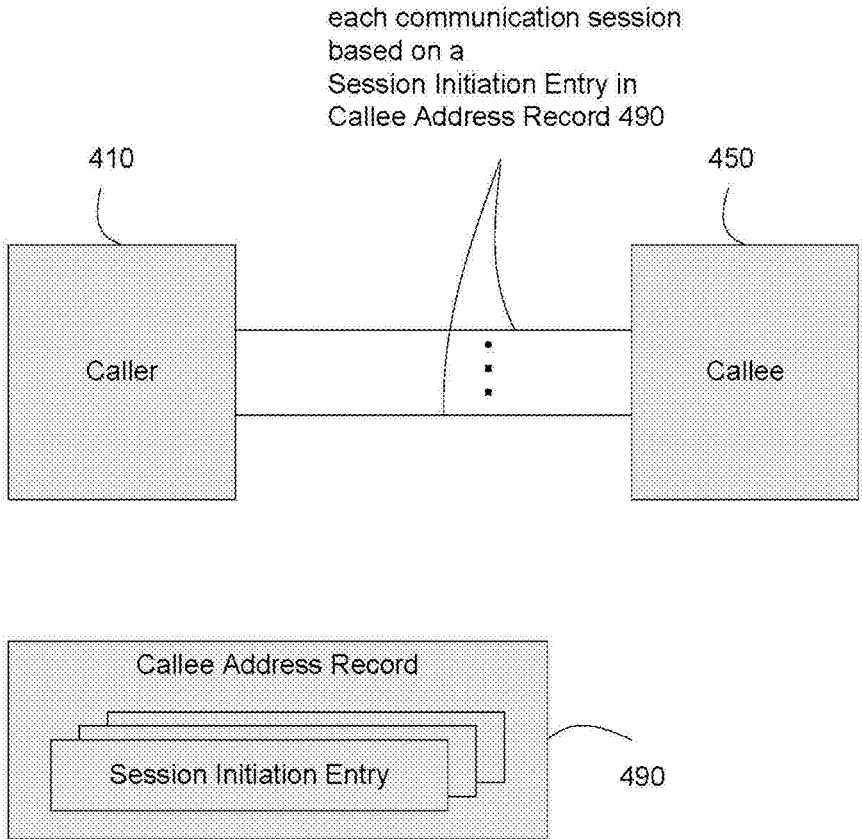 each communication session
based on a
Session Initiation Entry in
Callee Address Record 490
410
450
Caller
Callee
Callee Address Record
Session Initiation Entry
490